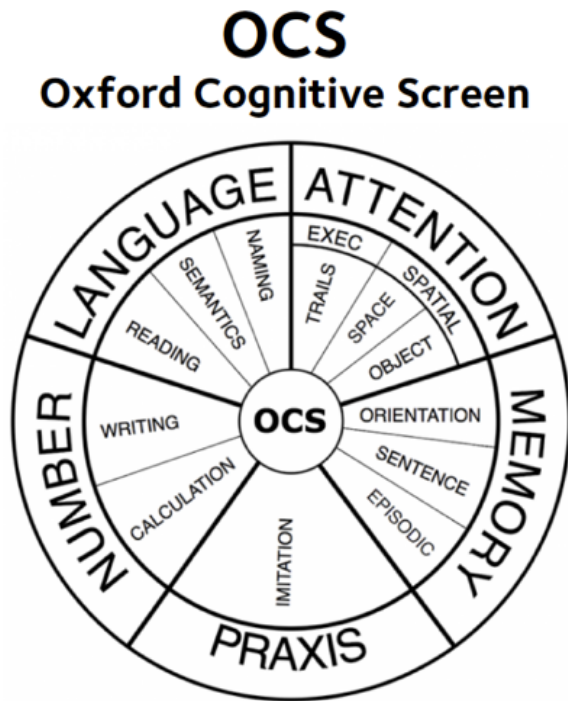 OCS
Oxford Cognitive Screen
LANGUAGE
ATTENTION
EXEC
SPATIAL
NAMING
SEMANTICS
READING
TRAILS
SPACE
OBJECT
OCS
WRITING
CALCULATION
ORIENTATION
SENTENCE
EPISODIC
IMITATION
NUMBER
MEMORY
PRAXIS